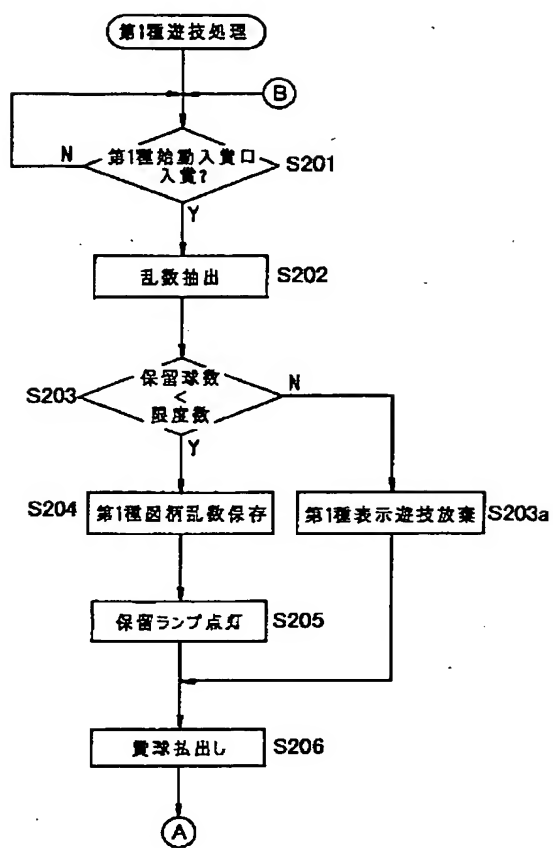 第1種遊技処理
B
N
第1種始動入賞口
入賞?
S201
Y
乱数抽出
S202
S203
保留球数
<
限度数
N
Y
S204
第1種図柄乱数保存
第1種表示遊技放棄
S203a
保留ランプ点灯
S205
賞球払出し
S206
A